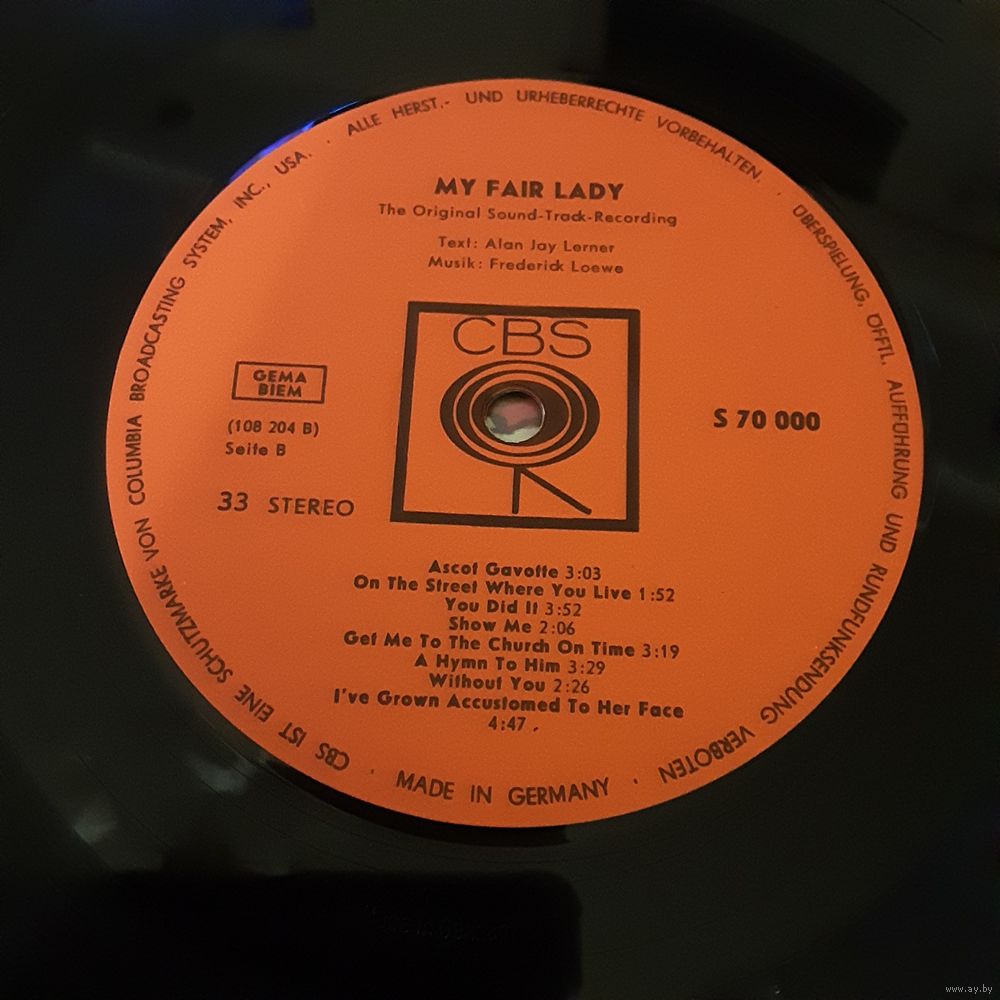 ALLE HERST.- UND URHEBERRECHTE VORBEHALTEN. · ÜBERSPIELUNG, ÖFFTL. AUFFÜHRUNG UND RUNDFUNKSENDUNG VERBOTEN ·
MY FAIR LADY
The Original Sound-Track-Recording
Text: Alan Jay Lerner
Musik: Frederick Loewe
CBS
GEMA
BIEM
(108 204 B)
Seite B
33 STEREO
S 70 000
Ascot Gavotte 3:03
On The Street Where You Live 1:52
You Did It 3:52
Show Me 2:06
Get Me To The Church On Time 3:19
A Hymn To Him 3:29
Without You 2:26
I've Grown Accustomed To Her Face
4:47
MADE IN GERMANY ·
CBS IST EINE SCHUTZMARKE VON COLUMBIA BROADCASTING SYSTEM, INC., USA. ·
www.ay.by